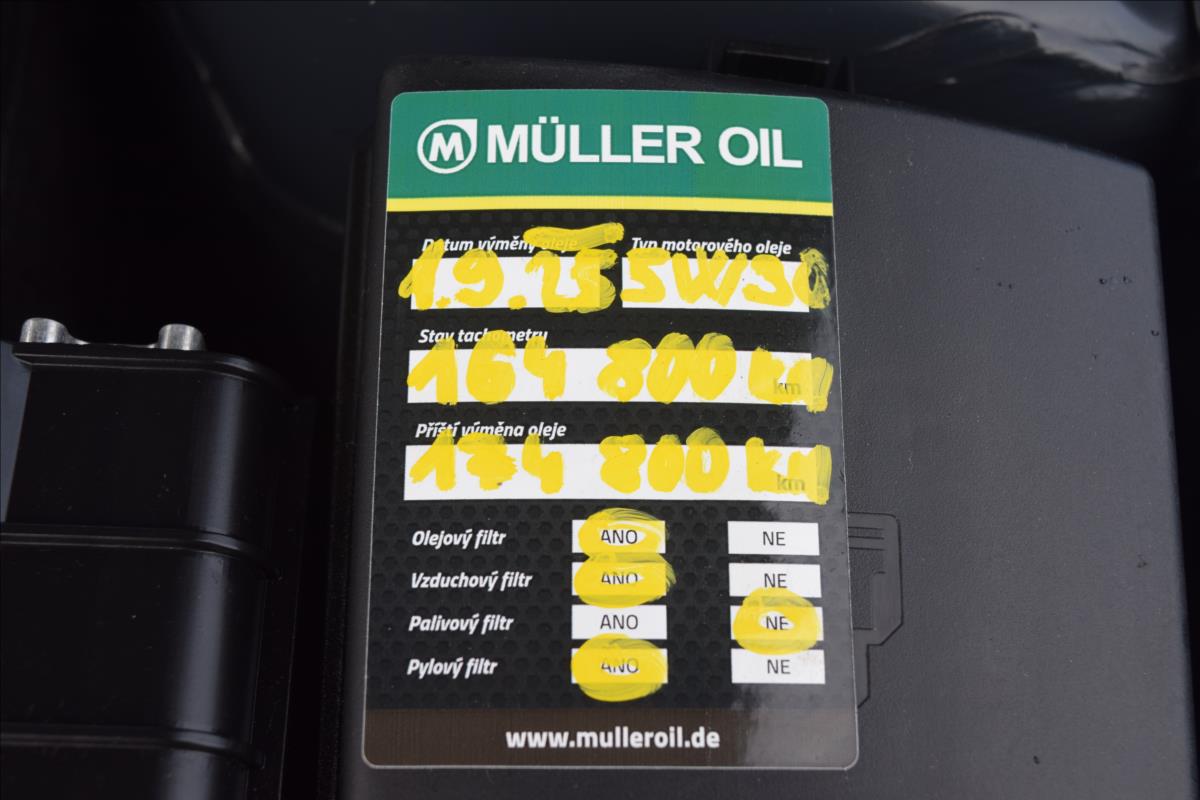 M MÜLLER OIL
Datum výměny oleje Typ motorového oleje
1.9.25 5W30
Stav tachometru
164 800 km km
Příští výměna oleje
174 800 km km
Olejový filtr ANO NE
Vzduchový filtr ANO NE
Palivový filtr ANO NE
Pylový filtr ANO NE
www.mulleroil.de